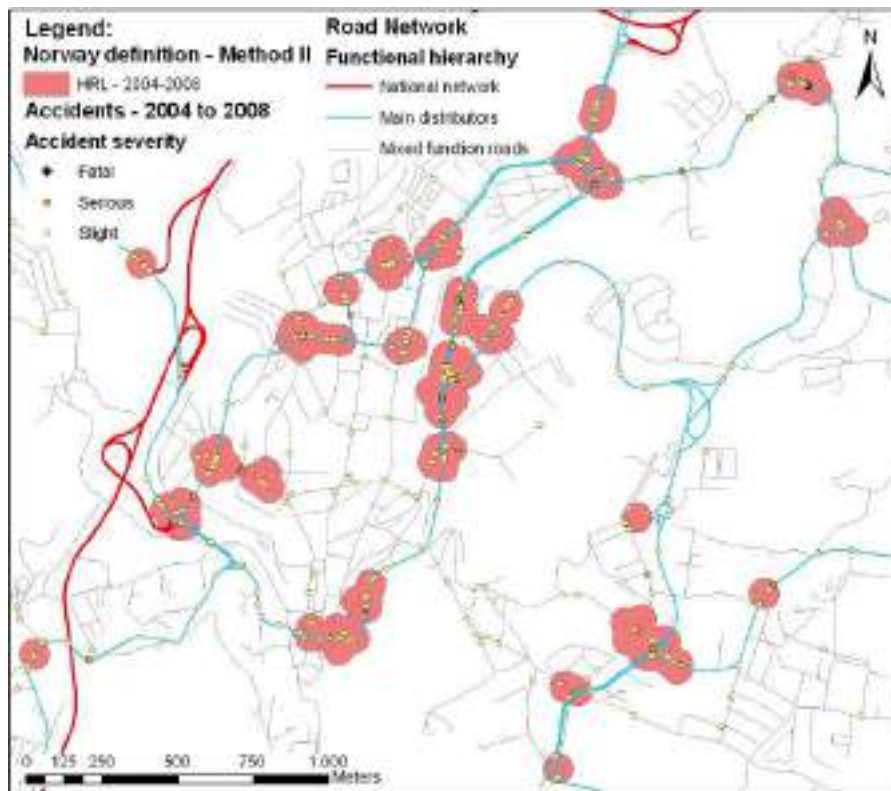 Legend:
Norway definition - Method II
HRL - 2004-2008
Accidents - 2004 to 2008
Accident severity
Fatal
Serious
Slight
Road Network
Functional hierarchy
National network
Main distributors
Mixed function roads
N
0 125 250 500 750 1.000
Meters